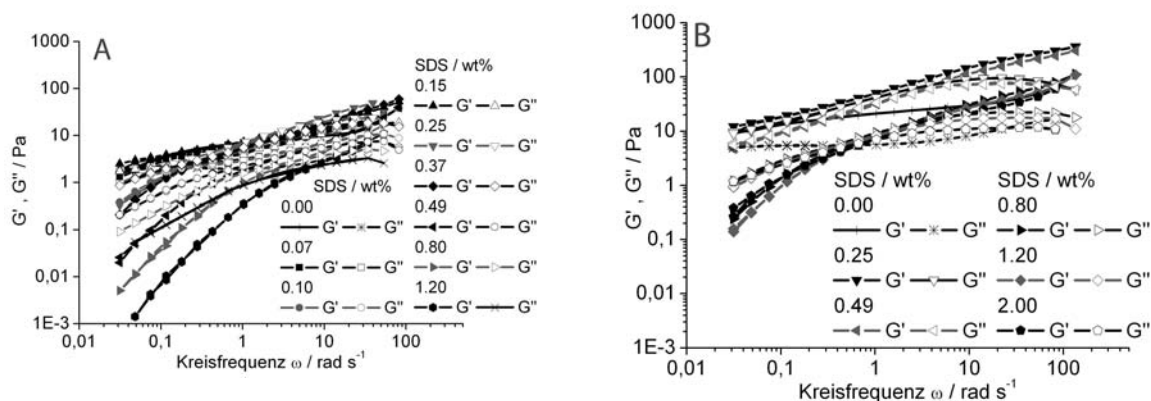 A
G', G'' / Pa
1000
100
10
1
0,1
0,01
1E-3
0,01
0,1
1
10
100
Kreisfrequenz ω / rad s⁻¹
SDS / wt%
0.00
G' G''
0.07
G' G''
0.10
G' G''
SDS / wt%
0.15
G' G''
0.25
G' G''
0.37
G' G''
0.49
G' G''
0.80
G' G''
1.20
G' G''
B
G', G'' / Pa
1000
100
10
1
0,1
0,01
1E-3
0,01
0,1
1
10
100
Kreisfrequenz ω / rad s⁻¹
SDS / wt%
0.00
G' G''
0.25
G' G''
0.49
G' G''
SDS / wt%
0.80
G' G''
1.20
G' G''
2.00
G' G''